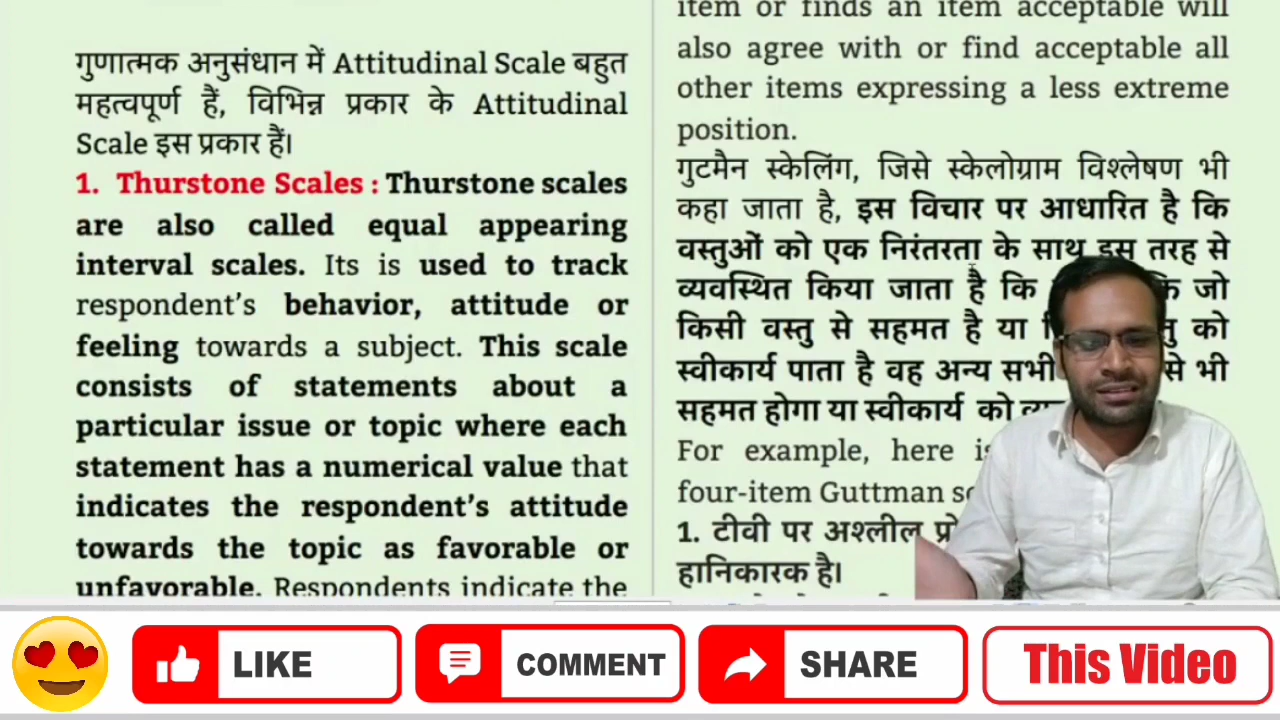 गुणात्मक अनुसंधान में Attitudinal Scale बहुत
महत्वपूर्ण हैं, विभिन्न प्रकार के Attitudinal
Scale इस प्रकार हैं।
1. Thurstone Scales : Thurstone scales
are also called equal appearing
interval scales. Its is used to track
respondent's behavior, attitude or
feeling towards a subject. This scale
consists of statements about a
particular issue or topic where each
statement has a numerical value that
indicates the respondent's attitude
towards the topic as favorable or
unfavorable. Respondents indicate the
item or finds an item acceptable will
also agree with or find acceptable all
other items expressing a less extreme
position.
गुटमैन स्केलिंग, जिसे स्केलोग्राम विश्लेषण भी
कहा जाता है, इस विचार पर आधारित है कि
वस्तुओं को एक निरंतरता के साथ इस तरह से
व्यवस्थित किया जाता है कि जो
किसी वस्तु से सहमत है या को
स्वीकार्य पाता है वह अन्य सभी से भी
सहमत होगा या स्वीकार्य को
For example, here is
four-item Guttman
1. टीवी पर अश्लील
हानिकारक है।
LIKE
COMMENT
SHARE
This Video